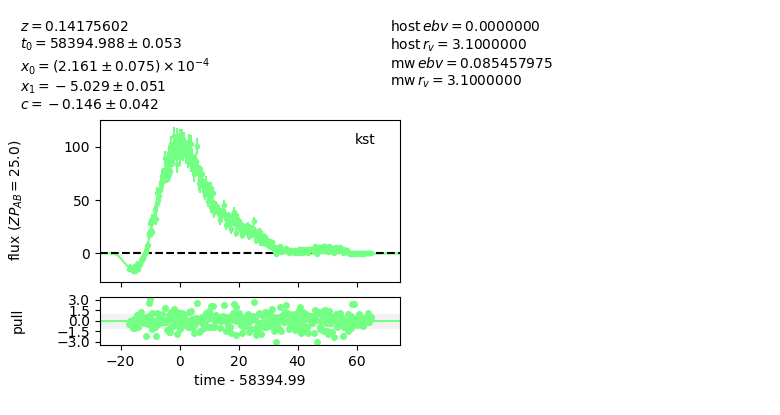 z = 0.14175602
t₀ = 58394.988 ± 0.053
x₀ = (2.161 ± 0.075) × 10⁻⁴
x₁ = −5.029 ± 0.051
c = −0.146 ± 0.042
host ebv = 0.0000000
host r_v = 3.1000000
mw ebv = 0.085457975
mw r_v = 3.1000000
kst
flux (ZP_AB = 25.0)
100
50
0
pull
3.0
1.5
0.0
−1.5
−3.0
−20 0 20 40 60
time - 58394.99